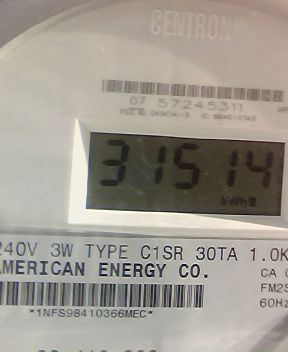 CENTRON®
07 57245311
31514
kWh
240V 3W TYPE C1SR 30TA 1.0K
AMERICAN ENERGY CO.
CA
FM2S
60Hz
*1NFS98410366MEC*